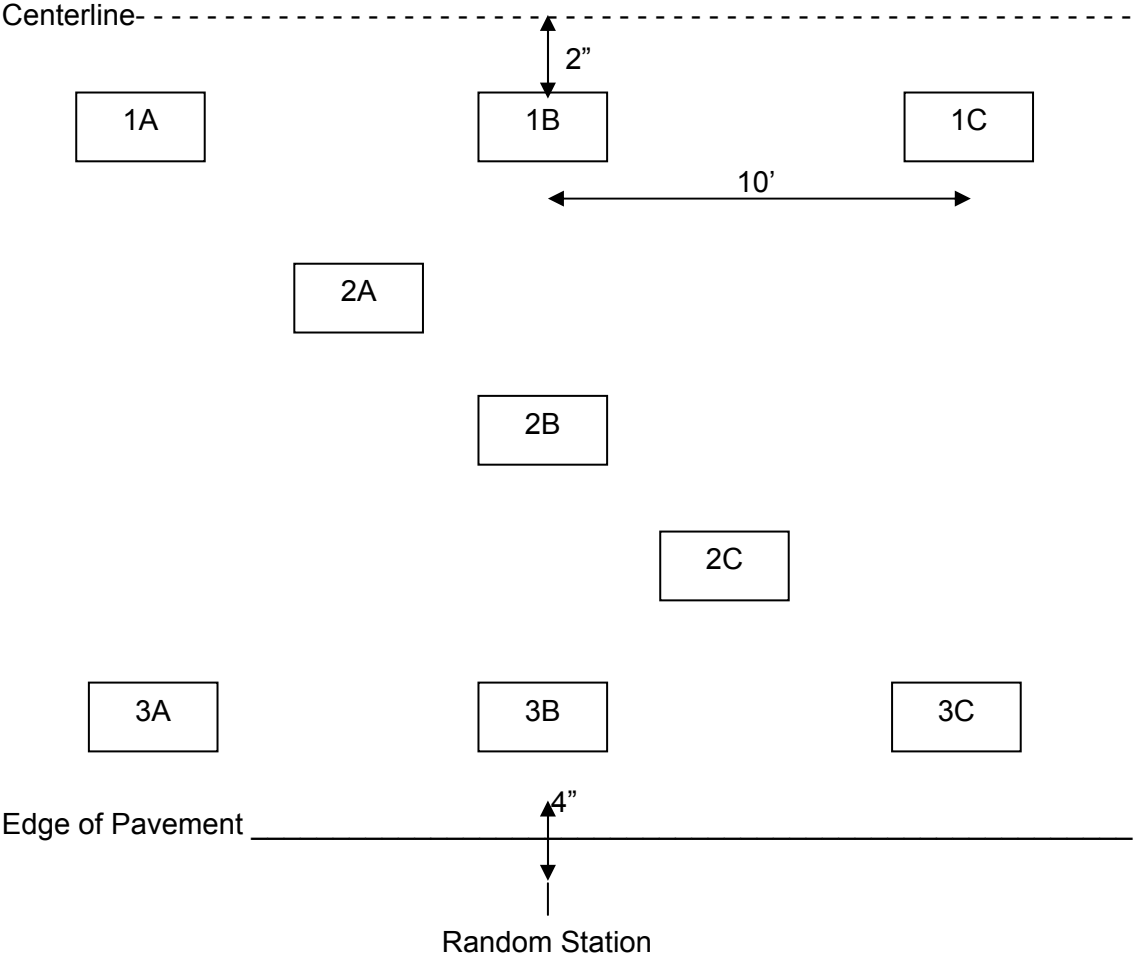 Centerline
2”
1A 1B 1C
10’
2A
2B
2C
3A 3B 3C
4”
Edge of Pavement
Random Station